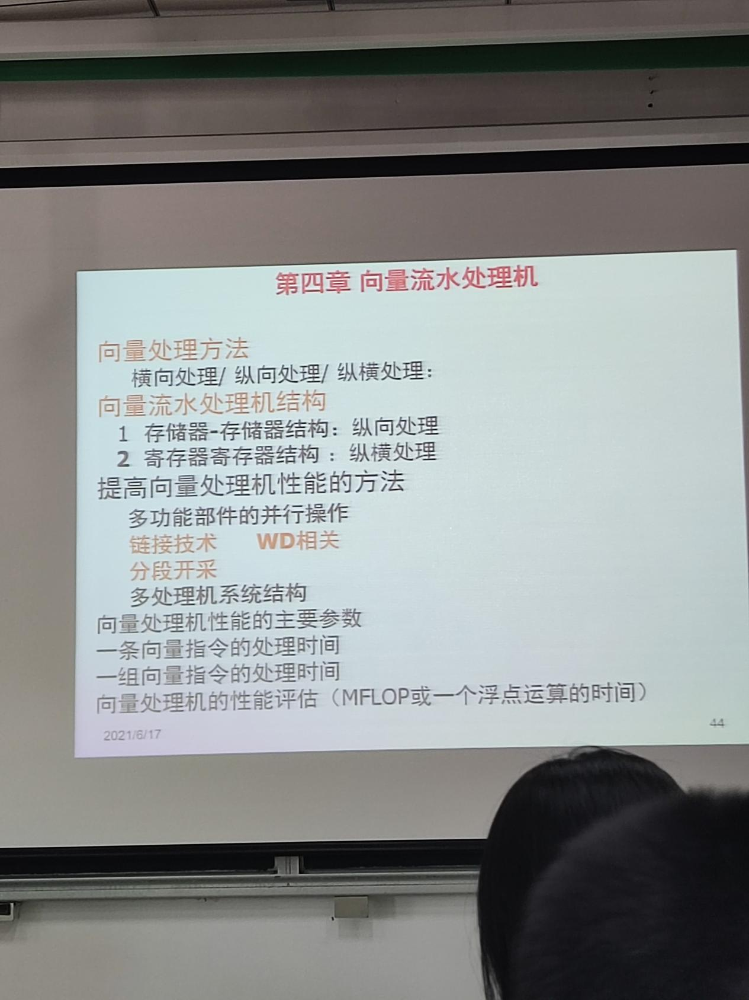 第四章 向量流水处理机
向量处理方法
横向处理/ 纵向处理/ 纵横处理：
向量流水处理机结构
1 存储器-存储器结构：纵向处理
2 寄存器寄存器结构 ：纵横处理
提高向量处理机性能的方法
多功能部件的并行操作
链接技术 WD相关
分段开采
多处理机系统结构
向量处理机性能的主要参数
一条向量指令的处理时间
一组向量指令的处理时间
向量处理机的性能评估（MFLOP或一个浮点运算的时间）
2021/6/17
44